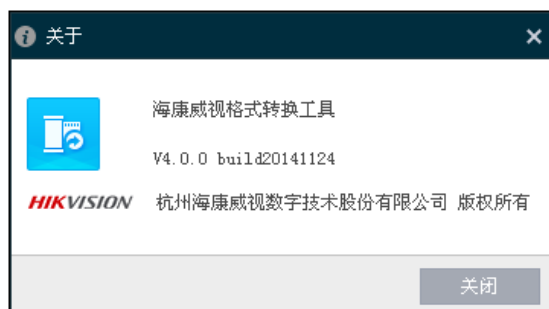 关于
海康威视格式转换工具
V4.0.0 build20141124
HIKVISION 杭州海康威视数字技术股份有限公司 版权所有
关闭